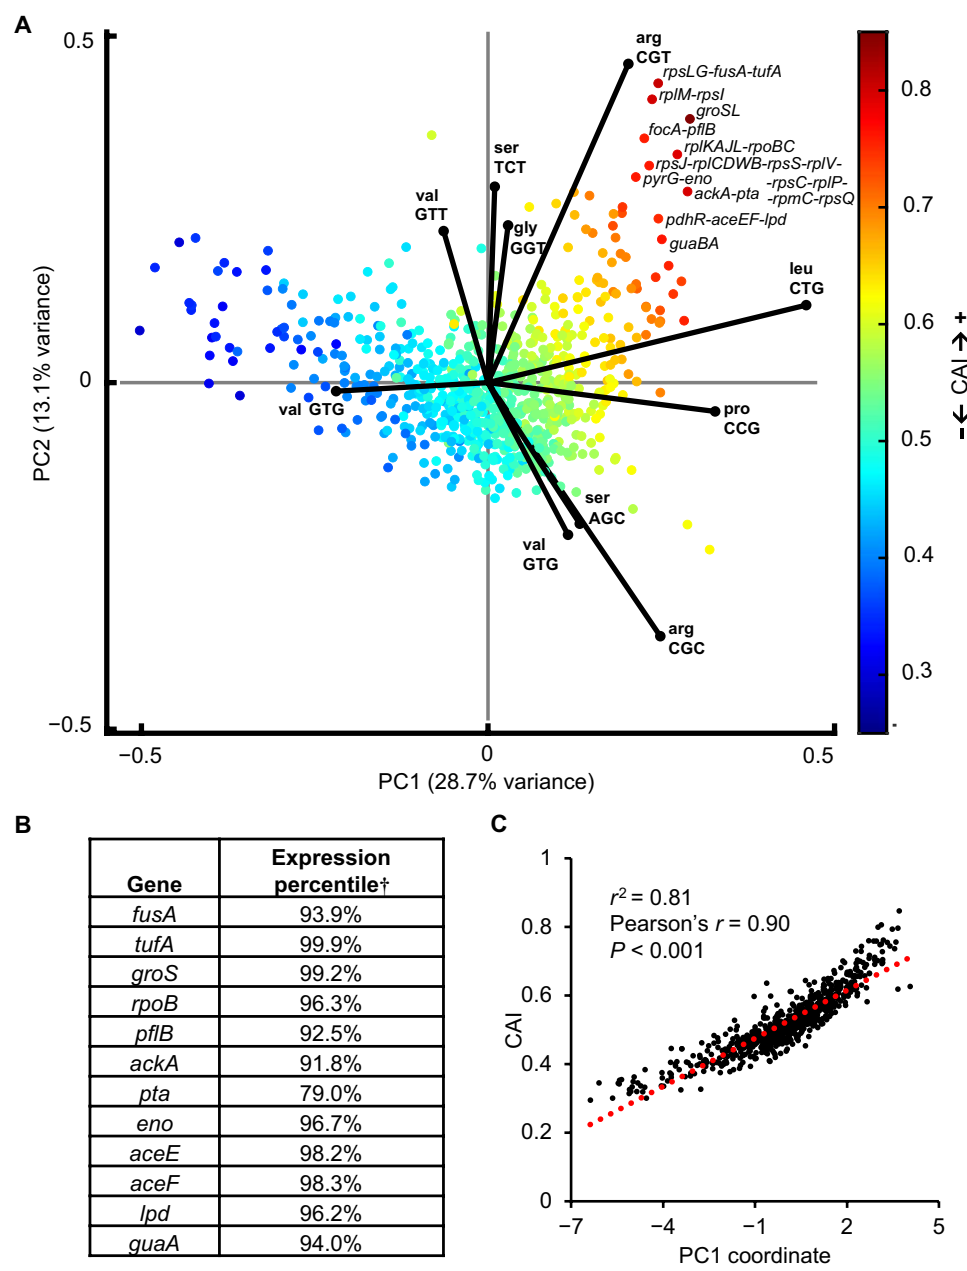 A
0.5
0
−0.5
PC2 (13.1% variance)
−0.5
0
0.5
PC1 (28.7% variance)
arg
CGT
rpsLG-fusA-tufA
rplM-rpsI
groSL
focA-pflB
rplKAJL-rpoBC
rpsJ-rplCDWB-rpsS-rplV-
-rpsC-rplP-
-rpmC-rpsQ
pyrG-eno
ackA-pta
pdhR-aceEF-lpd
guaBA
ser
TCT
val
GTT
gly
GGT
leu
CTG
val GTG
pro
CCG
ser
AGC
val
GTG
arg
CGC
0.8
0.7
0.6
0.5
0.4
0.3
- ← CAI → +
B
Gene Expression percentile†
fusA 93.9%
tufA 99.9%
groS 99.2%
rpoB 96.3%
pflB 92.5%
ackA 91.8%
pta 79.0%
eno 96.7%
aceE 98.2%
aceF 98.3%
lpd 96.2%
guaA 94.0%
C
r² = 0.81
Pearson's r = 0.90
P < 0.001
1
0.8
0.6
0.4
0.2
0
CAI
−7
−4
−1
2
5
PC1 coordinate